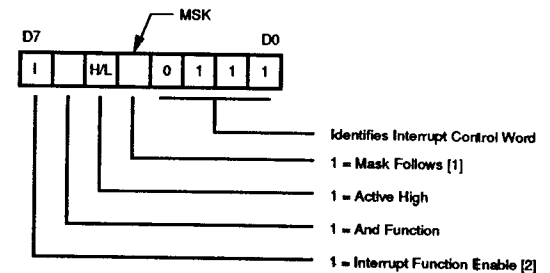 MSK
D7 D0
I H/L 0 1 1 1
Identifies Interrupt Control Word
1 = Mask Follows [1]
1 = Active High
1 = And Function
1 = Interrupt Function Enable [2]